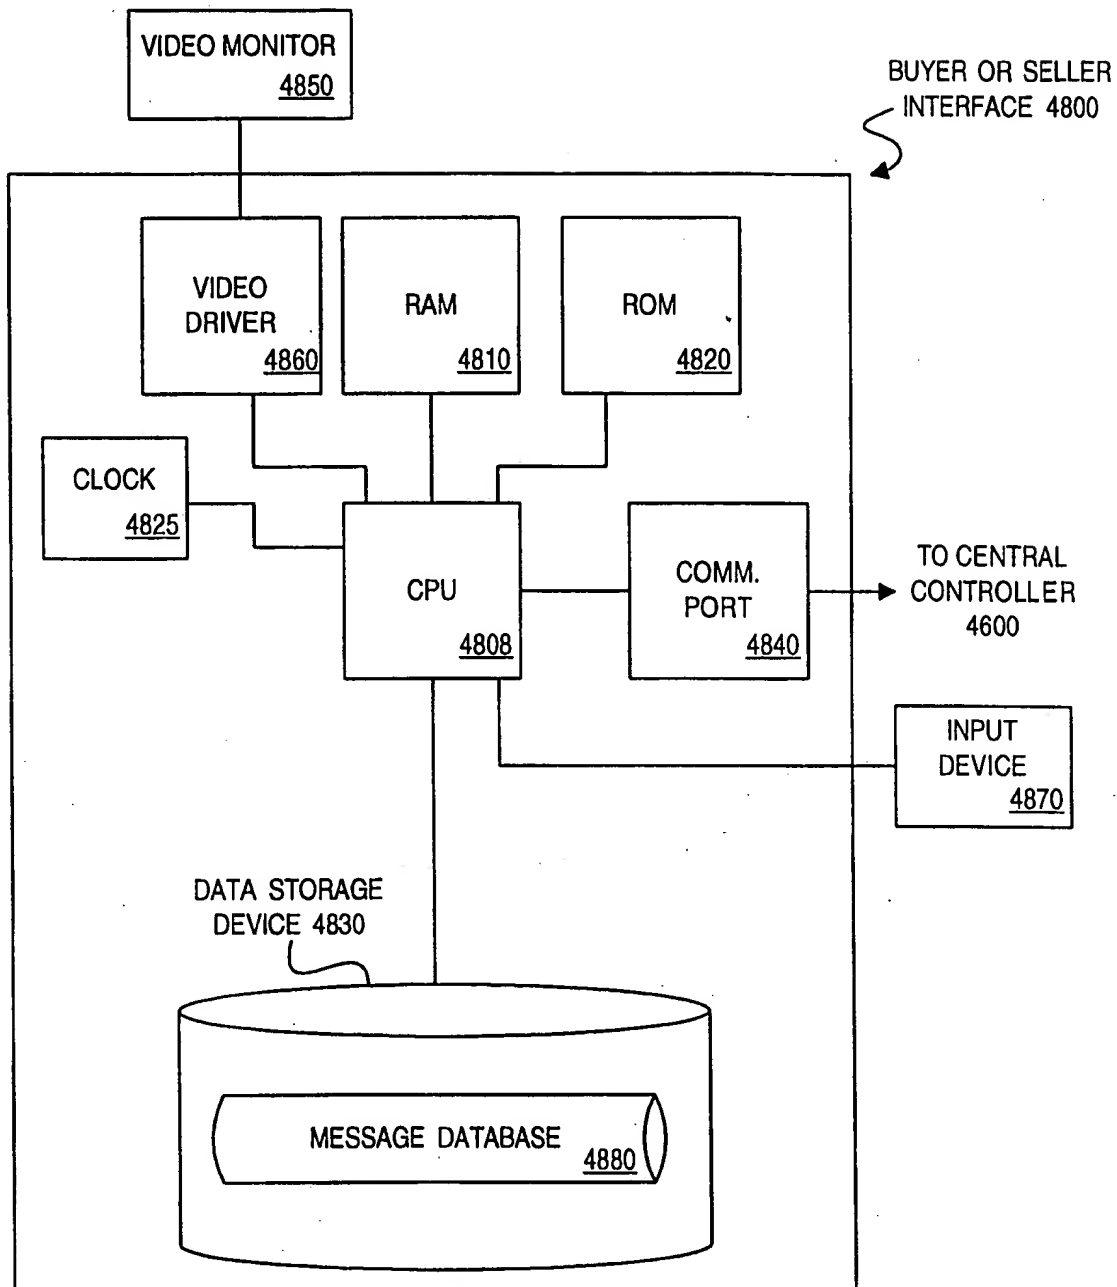 VIDEO MONITOR
4850
BUYER OR SELLER
INTERFACE 4800
VIDEO
DRIVER
4860
RAM
4810
ROM
4820
CLOCK
4825
CPU
4808
COMM.
PORT
4840
TO CENTRAL
CONTROLLER
4600
INPUT
DEVICE
4870
DATA STORAGE
DEVICE 4830
MESSAGE DATABASE
4880